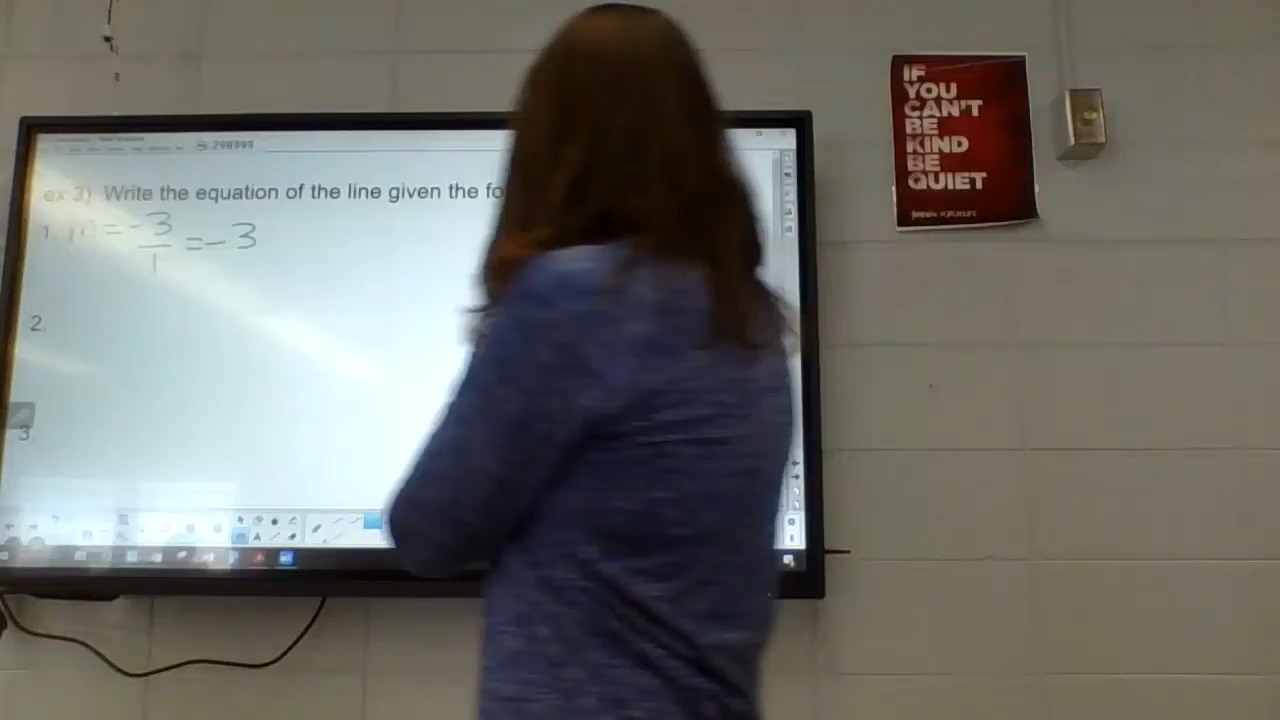 ex 3) Write the equation of the line given the
1. m = -3/1 = -3
2.
3.
IF
YOU
CAN'T
BE
KIND
BE
QUIET